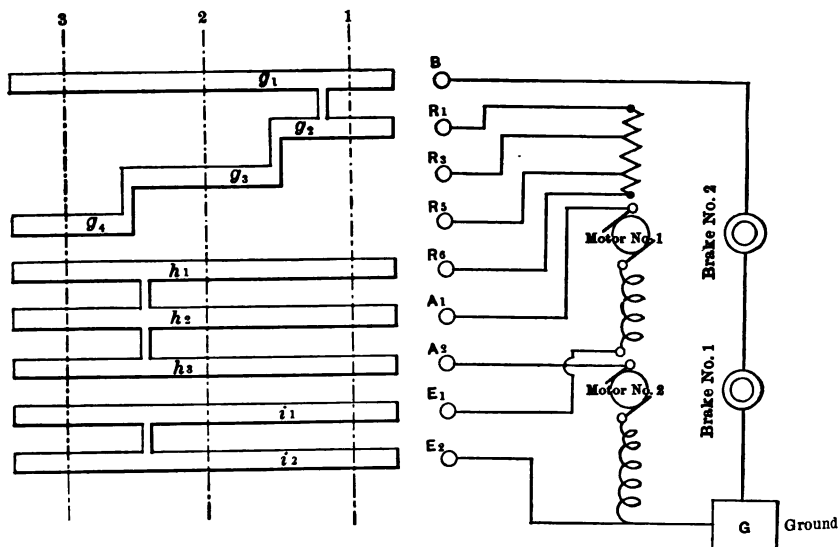 3
2
1
g1
g2
g3
g4
h1
h2
h3
i1
i2
B
R1
R3
R5
R6
A1
A2
E1
E2
Motor No. 1
Motor No. 2
Brake No. 2
Brake No. 1
G
Ground